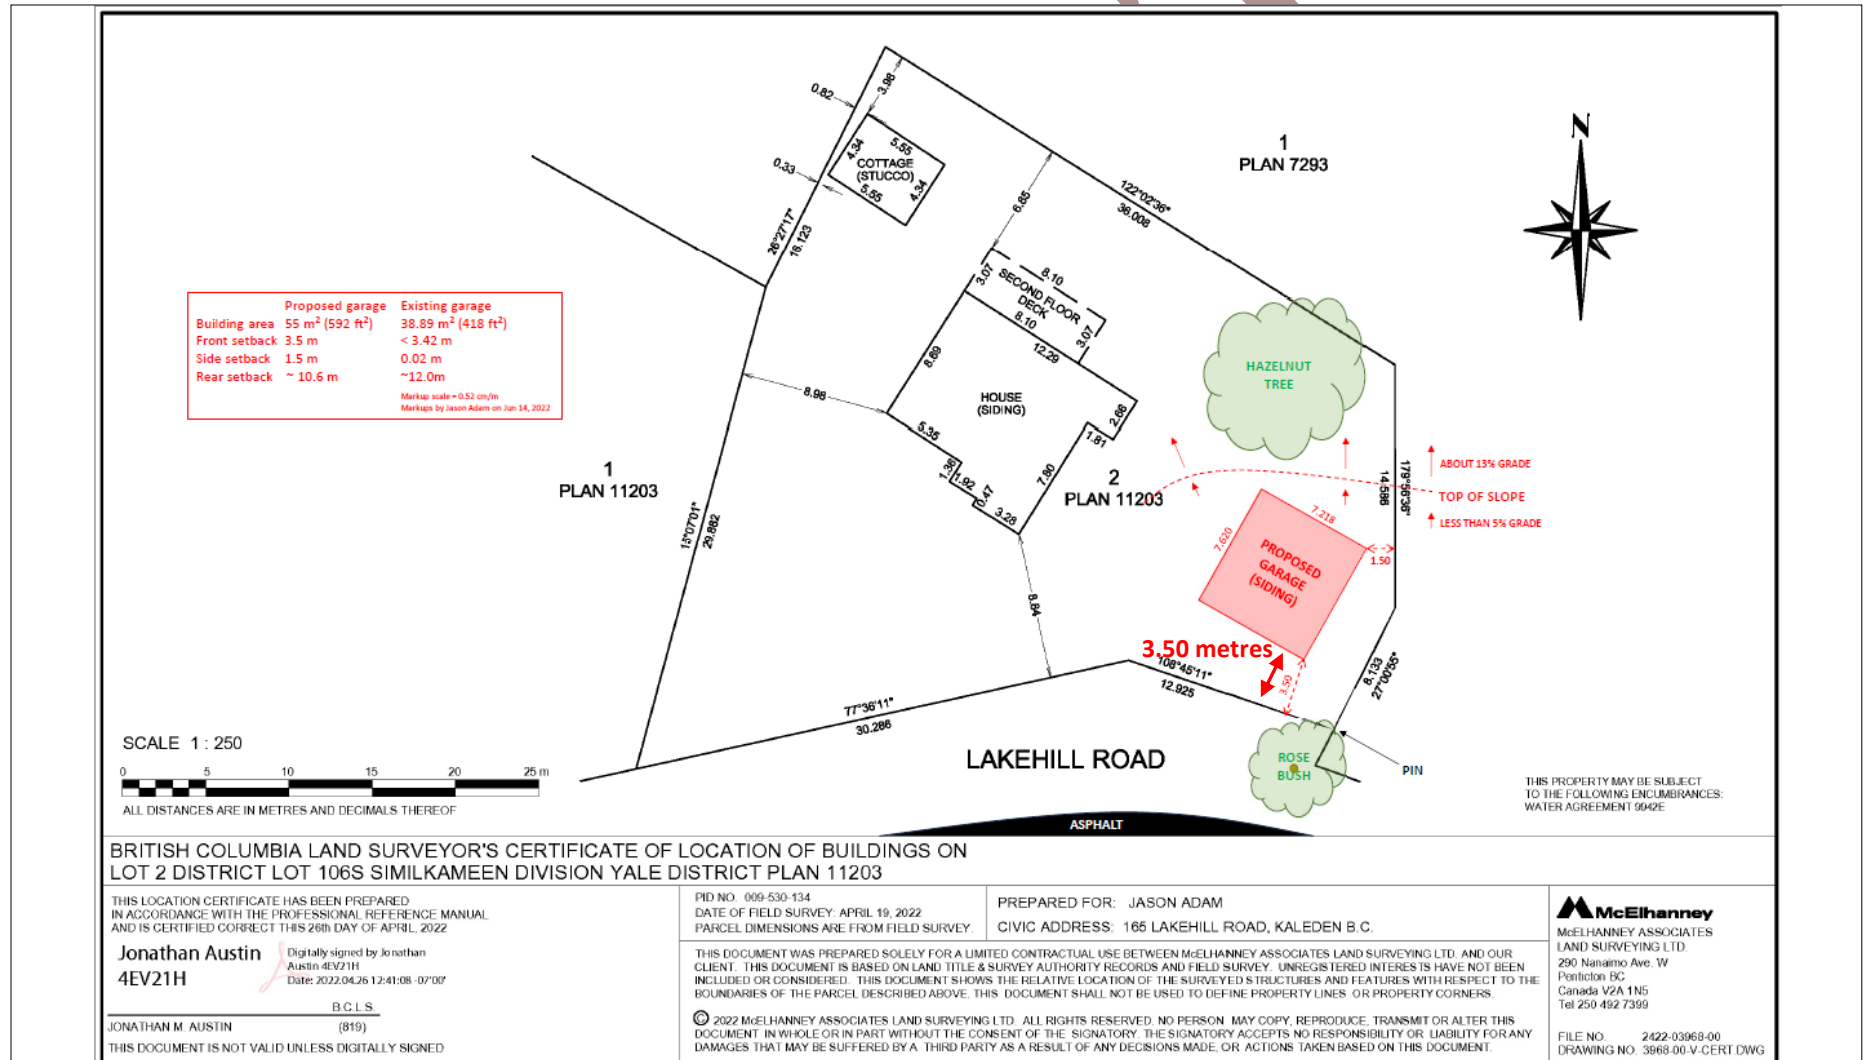 0.82
3.98
4.34
5.55
COTTAGE
(STUCCO)
5.55
4.34
0.33
26°27'17"
16.123
6.85
122°02'36"
36.008
1
PLAN 7293
N
3.07
8.10
SECOND FLOOR
DECK
8.10
3.07
12.29
8.69
HOUSE
(SIDING)
2.66
1.81
7.80
5.35
1.36
1.92
0.47
3.28
8.98
8.84
Proposed garage Existing garage
Building area 55 m² (592 ft²) 38.89 m² (418 ft²)
Front setback 3.5 m < 3.42 m
Side setback 1.5 m 0.02 m
Rear setback ~ 10.6 m ~12.0m
Markup scale = 0.52 cm/m
Markups by Jason Adam on Jun 14, 2022
1
PLAN 11203
2
PLAN 11203
15°07'01"
29.882
HAZELNUT
TREE
ABOUT 13% GRADE
TOP OF SLOPE
LESS THAN 5% GRADE
179°56'36"
14.586
7.218
7.620
PROPOSED
GARAGE
(SIDING)
1.50
3.50 metres
3.50
108°45'11"
12.925
8.133
27°00'55"
77°36'11"
30.286
LAKEHILL ROAD
ROSE
BUSH
PIN
ASPHALT
SCALE 1 : 250
0 5 10 15 20 25 m
ALL DISTANCES ARE IN METRES AND DECIMALS THEREOF
THIS PROPERTY MAY BE SUBJECT
TO THE FOLLOWING ENCUMBRANCES:
WATER AGREEMENT 9942E
BRITISH COLUMBIA LAND SURVEYOR'S CERTIFICATE OF LOCATION OF BUILDINGS ON
LOT 2 DISTRICT LOT 106S SIMILKAMEEN DIVISION YALE DISTRICT PLAN 11203
THIS LOCATION CERTIFICATE HAS BEEN PREPARED
IN ACCORDANCE WITH THE PROFESSIONAL REFERENCE MANUAL
AND IS CERTIFIED CORRECT THIS 26th DAY OF APRIL, 2022
Jonathan Austin
4EV21H
Digitally signed by Jonathan
Austin 4EV21H
Date: 2022.04.26 12:41:08 -07'00'
B.C.L.S.
JONATHAN M. AUSTIN (819)
THIS DOCUMENT IS NOT VALID UNLESS DIGITALLY SIGNED
PID NO. 009-530-134
DATE OF FIELD SURVEY: APRIL 19, 2022
PARCEL DIMENSIONS ARE FROM FIELD SURVEY.
PREPARED FOR: JASON ADAM
CIVIC ADDRESS: 165 LAKEHILL ROAD, KALEDEN B.C.
THIS DOCUMENT WAS PREPARED SOLELY FOR A LIMITED CONTRACTUAL USE BETWEEN McELHANNEY ASSOCIATES LAND SURVEYING LTD. AND OUR
CLIENT. THIS DOCUMENT IS BASED ON LAND TITLE & SURVEY AUTHORITY RECORDS AND FIELD SURVEY. UNREGISTERED INTERESTS HAVE NOT BEEN
INCLUDED OR CONSIDERED. THIS DOCUMENT SHOWS THE RELATIVE LOCATION OF THE SURVEYED STRUCTURES AND FEATURES WITH RESPECT TO THE
BOUNDARIES OF THE PARCEL DESCRIBED ABOVE. THIS DOCUMENT SHALL NOT BE USED TO DEFINE PROPERTY LINES OR PROPERTY CORNERS.
© 2022 McELHANNEY ASSOCIATES LAND SURVEYING LTD. ALL RIGHTS RESERVED. NO PERSON MAY COPY, REPRODUCE, TRANSMIT OR ALTER THIS
DOCUMENT IN WHOLE OR IN PART WITHOUT THE CONSENT OF THE SIGNATORY. THE SIGNATORY ACCEPTS NO RESPONSIBILITY OR LIABILITY FOR ANY
DAMAGES THAT MAY BE SUFFERED BY A THIRD PARTY AS A RESULT OF ANY DECISIONS MADE, OR ACTIONS TAKEN BASED ON THIS DOCUMENT.
McElhanney
McELHANNEY ASSOCIATES
LAND SURVEYING LTD.
290 Nanaimo Ave. W
Penticton BC
Canada V2A 1N5
Tel 250 492 7399
FILE NO. 2422-03968-00
DRAWING NO. 3968-00-V-CERT.DWG